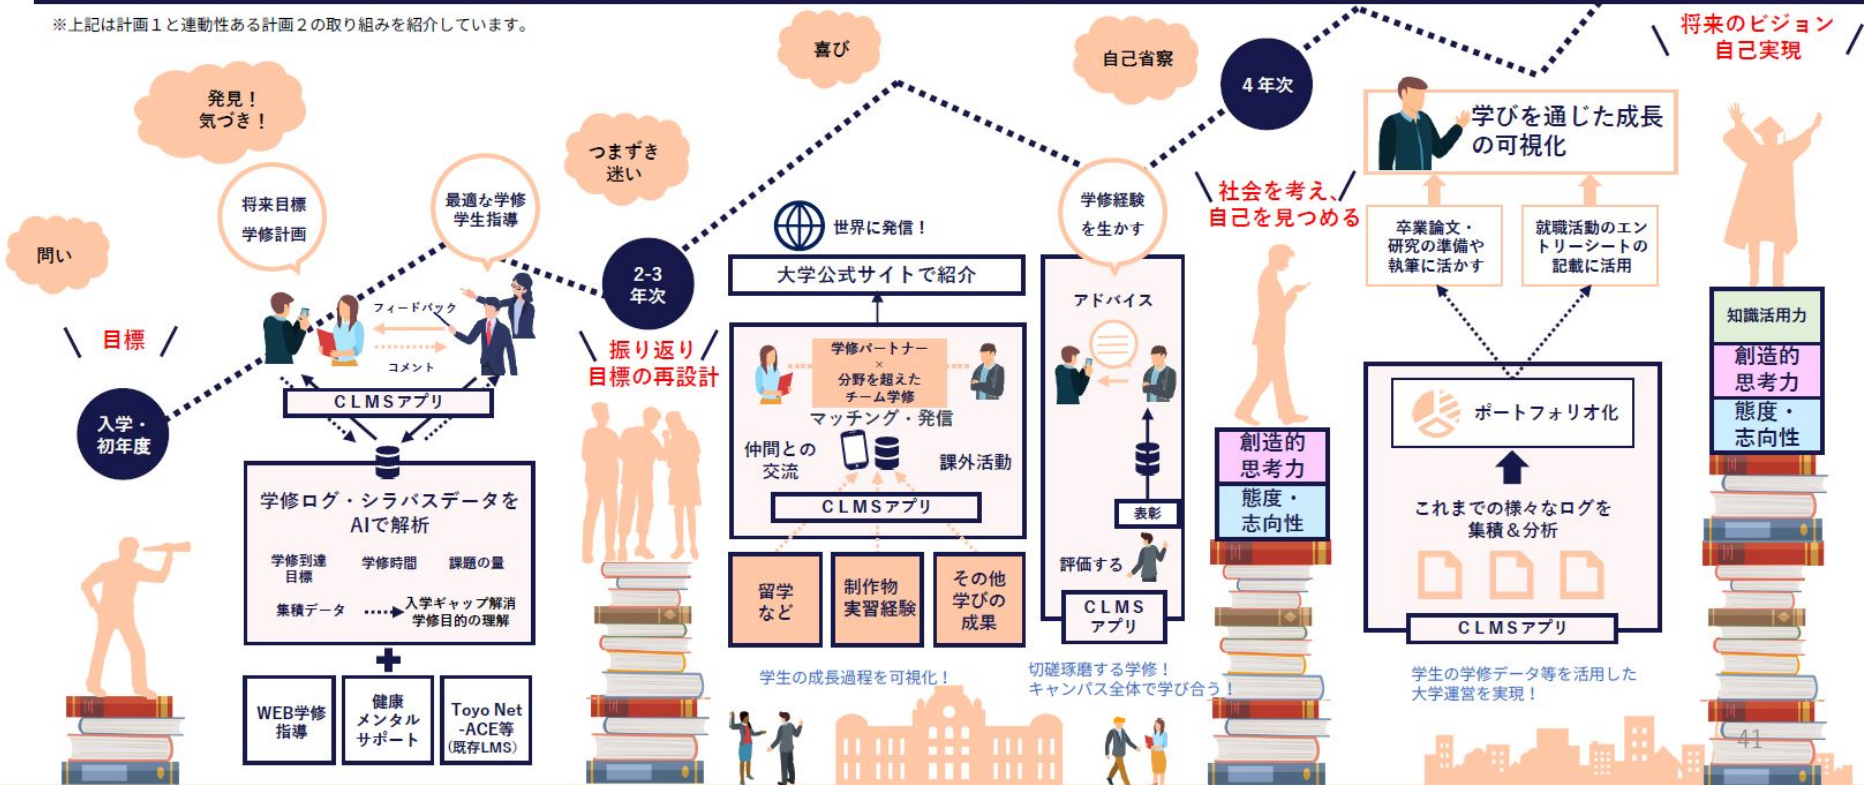 ※上記は計画１と連動性ある計画２の取り組みを紹介しています。
問い
発見！
気づき！
将来目標
学修計画
最適な学修
学生指導
つまずき
迷い
喜び
自己省察
目標
入学・
初年度
フィードバック
コメント
CLMSアプリ
学修ログ・シラバスデータを
AIで解析
学修到達
目標
学修時間
課題の量
集積データ
入学ギャップ解消
学修目的の理解
WEB学修
指導
健康
メンタル
サポート
Toyo Net
-ACE等
(既存LMS)
2-3
年次
振り返り
目標の再設計
世界に発信！
大学公式サイトで紹介
学修パートナー
×
分野を超えた
チーム学修
マッチング・発信
仲間との
交流
課外活動
CLMSアプリ
留学
など
制作物
実習経験
その他
学びの
成果
学生の成長過程を可視化！
学修経験
を生かす
アドバイス
表彰
評価する
CLMS
アプリ
切磋琢磨する学修！
キャンパス全体で学び合う！
4年次
社会を考え、
自己を見つめる
創造的
思考力
態度・
志向性
学びを通じた成長
の可視化
卒業論文・
研究の準備や
執筆に活かす
就職活動のエン
トリーシートの
記載に活用
ポートフォリオ化
これまでの様々なログを
集積＆分析
CLMSアプリ
学生の学修データ等を活用した
大学運営を実現！
将来のビジョン
自己実現
知識活用力
創造的
思考力
態度・
志向性
41